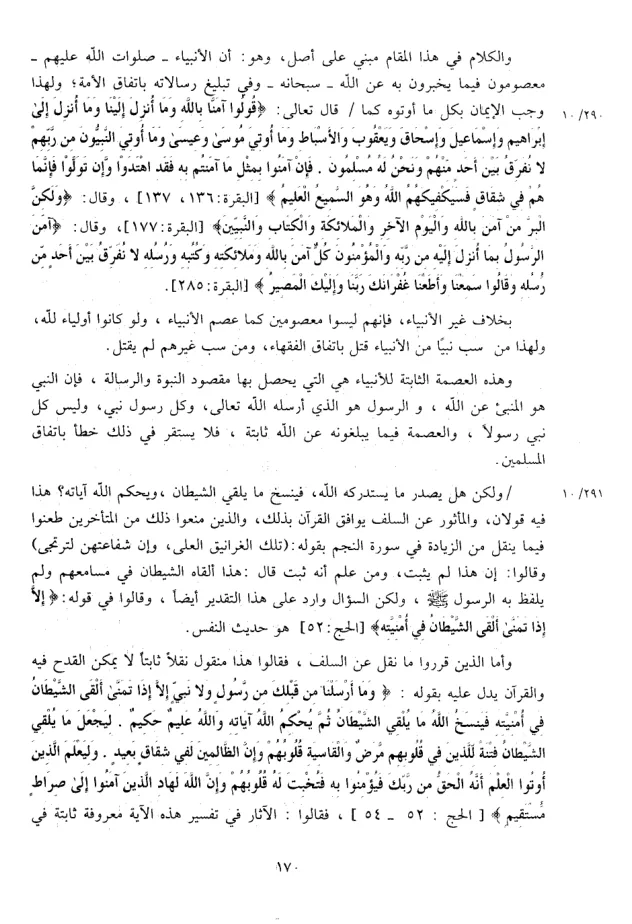 والكلام في هذا المقام مبني على أصل، وهو: أن الأنبياء ـ صلوات الله عليهم ـ
معصومون فيما يخبرون به عن الله ـ سبحانه ـ وفي تبليغ رسالاته باتفاق الأمة؛ ولهذا
١٠/٢٩٠ وجب الإيمان بكل ما أوتوه كما / قال تعالى: ﴿قُولُوا آمَنَّا بِاللَّهِ وَمَا أُنزِلَ إِلَيْنَا وَمَا أُنزِلَ إِلَىٰ
إِبْرَاهِيمَ وَإِسْمَاعِيلَ وَإِسْحَاقَ وَيَعْقُوبَ وَالأَسْبَاطِ وَمَا أُوتِيَ مُوسَىٰ وَعِيسَىٰ وَمَا أُوتِيَ النَّبِيُّونَ مِن رَّبِّهِمْ
لا نُفَرِّقُ بَيْنَ أَحَدٍ مِّنْهُمْ وَنَحْنُ لَهُ مُسْلِمُونَ . فَإِنْ آمَنُوا بِمِثْلِ مَا آمَنتُم بِهِ فَقَدِ اهْتَدَوْا وَّإِن تَوَلَّوْا فَإِنَّمَا
هُمْ فِي شِقَاقٍ فَسَيَكْفِيكَهُمُ اللَّهُ وَهُوَ السَّمِيعُ الْعَلِيمُ ﴾ [البقرة:١٣٦، ١٣٧] ، وقال: ﴿وَلَكِنَّ
الْبِرَّ مَنْ آمَنَ بِاللَّهِ وَالْيَوْمِ الآخِرِ وَالْمَلائِكَةِ وَالْكِتَابِ وَالنَّبِيِّينَ﴾ [البقرة:١٧٧]، وقال: ﴿آمَنَ
الرَّسُولُ بِمَا أُنزِلَ إِلَيْهِ مِن رَّبِّهِ وَالْمُؤْمِنُونَ كُلٌّ آمَنَ بِاللَّهِ وَمَلائِكَتِهِ وَكُتُبِهِ وَرُسُلِهِ لا نُفَرِّقُ بَيْنَ أَحَدٍ مِّن
رُّسُلِهِ وَقَالُوا سَمِعْنَا وَأَطَعْنَا غُفْرَانَكَ رَبَّنَا وَإِلَيْكَ الْمَصِيرُ ﴾ [البقرة:٢٨٥].
بخلاف غير الأنبياء، فإنهم ليسوا معصومين كما عصم الأنبياء ، ولو كانوا أولياء لله،
ولهذا من سب نبيًا من الأنبياء قتل باتفاق الفقهاء، ومن سب غيرهم لم يقتل.
وهذه العصمة الثابتة للأنبياء هي التي يحصل بها مقصود النبوة والرسالة ، فإن النبي
هو المنبئ عن الله ، و الرسول هو الذي أرسله الله تعالى، وكل رسول نبي، وليس كل
نبي رسولاً ، والعصمة فيما يبلغونه عن الله ثابتة ، فلا يستقر في ذلك خطأ باتفاق
المسلمين.
١٠/٢٩١ / ولكن هل يصدر ما يستدركه الله، فينسخ ما يلقي الشيطان ،ويحكم الله آياته؟ هذا
فيه قولان، والمأثور عن السلف يوافق القرآن بذلك، والذين منعوا ذلك من المتأخرين طعنوا
فيما ينقل من الزيادة في سورة النجم بقوله:(تلك الغرانيق العلى، وإن شفاعتهن لترتجى)
وقالوا: إن هذا لم يثبت، ومن علم أنه ثبت قال :هذا ألقاه الشيطان في مسامعهم ولم
يلفظ به الرسول ﷺ ، ولكن السؤال وارد على هذا التقدير أيضاً ، وقالوا في قوله:﴿ إِلاَّ
إِذَا تَمَنَّىٰ أَلْقَى الشَّيْطَانُ فِي أُمْنِيَّتِهِ﴾ [الحج:٥٢] هو حديث النفس.
وأما الذين قرروا ما نقل عن السلف ، فقالوا هذا منقول نقلاً ثابتاً لا يمكن القدح فيه
والقرآن يدل عليه بقوله : ﴿ وَمَا أَرْسَلْنَا مِن قَبْلِكَ مِن رَّسُولٍ وَلا نَبِيٍّ إِلاَّ إِذَا تَمَنَّىٰ أَلْقَى الشَّيْطَانُ
فِي أُمْنِيَّتِهِ فَيَنسَخُ اللَّهُ مَا يُلْقِي الشَّيْطَانُ ثُمَّ يُحْكِمُ اللَّهُ آيَاتِهِ وَاللَّهُ عَلِيمٌ حَكِيمٌ . لِيَجْعَلَ مَا يُلْقِي
الشَّيْطَانُ فِتْنَةً لِّلَّذِينَ فِي قُلُوبِهِم مَّرَضٌ وَالْقَاسِيَةِ قُلُوبُهُمْ وَإِنَّ الظَّالِمِينَ لَفِي شِقَاقٍ بَعِيدٍ . وَلِيَعْلَمَ الَّذِينَ
أُوتُوا الْعِلْمَ أَنَّهُ الْحَقُّ مِن رَّبِّكَ فَيُؤْمِنُوا بِهِ فَتُخْبِتَ لَهُ قُلُوبُهُمْ وَإِنَّ اللَّهَ لَهَادِ الَّذِينَ آمَنُوا إِلَىٰ صِرَاطٍ
مُّسْتَقِيمٍ ﴾ [ الحج : ٥٢ ـ ٥٤ ] ، فقالوا : الآثار في تفسير هذه الآية معروفة ثابتة في
١٧٠